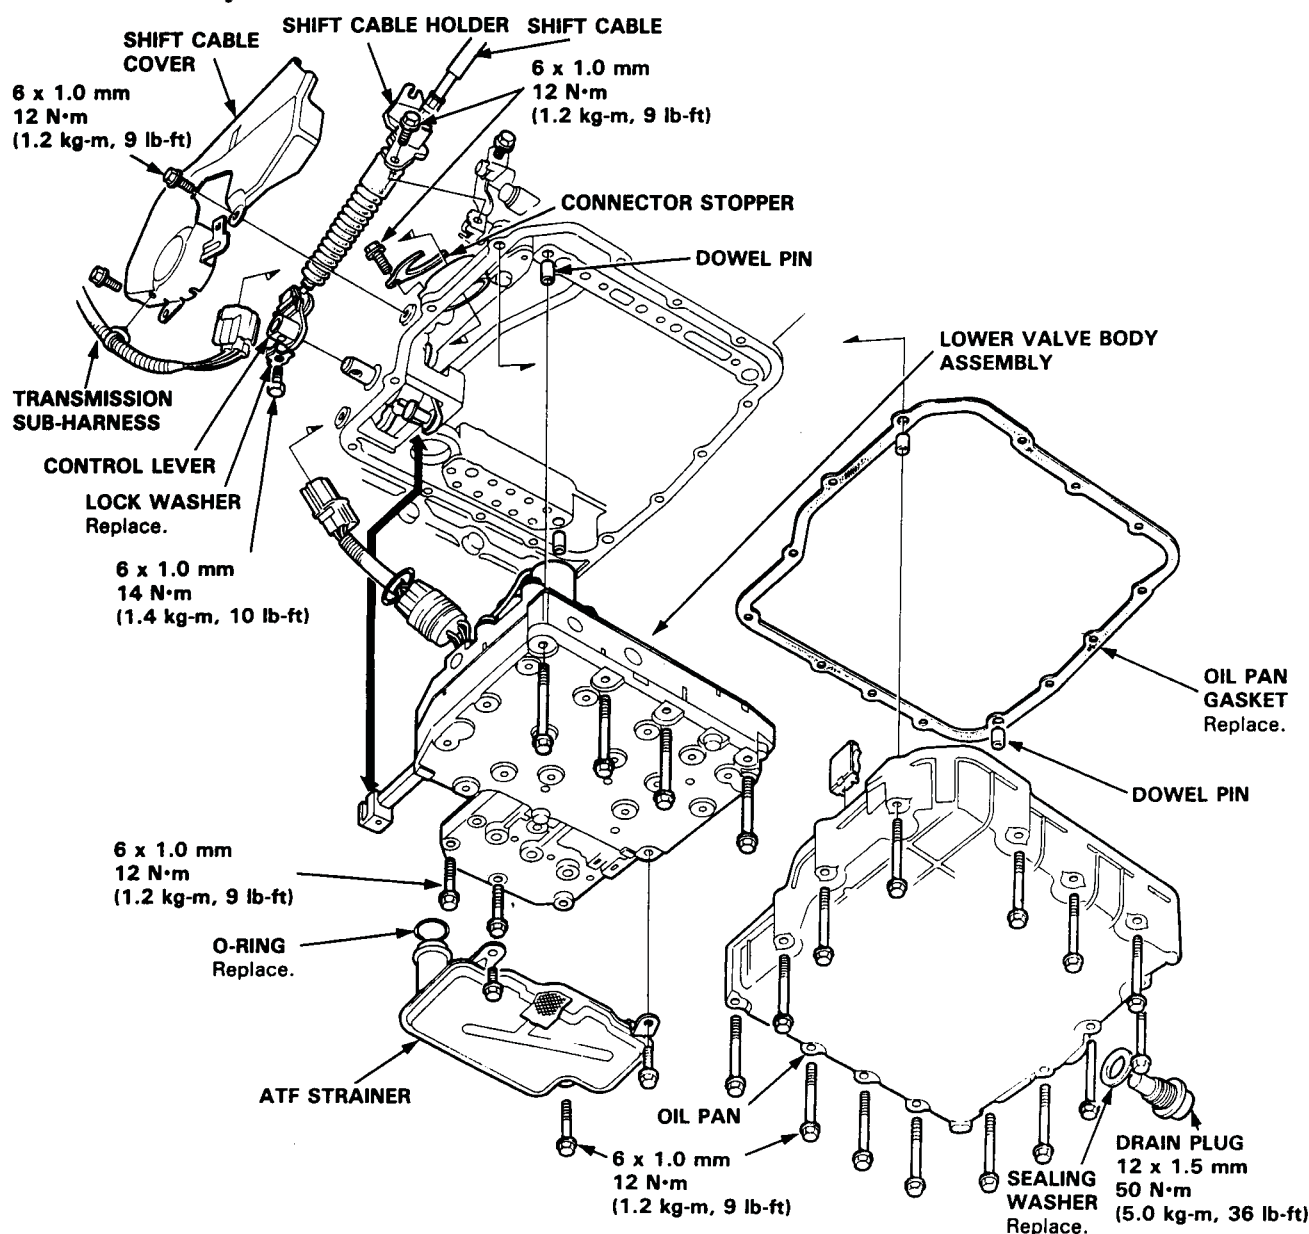 SHIFT CABLE HOLDER
SHIFT CABLE
SHIFT CABLE
COVER
6 x 1.0 mm
12 N•m
(1.2 kg-m, 9 lb-ft)
6 x 1.0 mm
12 N•m
(1.2 kg-m, 9 lb-ft)
CONNECTOR STOPPER
DOWEL PIN
LOWER VALVE BODY
ASSEMBLY
TRANSMISSION
SUB-HARNESS
CONTROL LEVER
LOCK WASHER
Replace.
6 x 1.0 mm
14 N•m
(1.4 kg-m, 10 lb-ft)
OIL PAN
GASKET
Replace.
DOWEL PIN
6 x 1.0 mm
12 N•m
(1.2 kg-m, 9 lb-ft)
O-RING
Replace.
ATF STRAINER
OIL PAN
6 x 1.0 mm
12 N•m
(1.2 kg-m, 9 lb-ft)
SEALING
WASHER
Replace.
DRAIN PLUG
12 x 1.5 mm
50 N•m
(5.0 kg-m, 36 lb-ft)